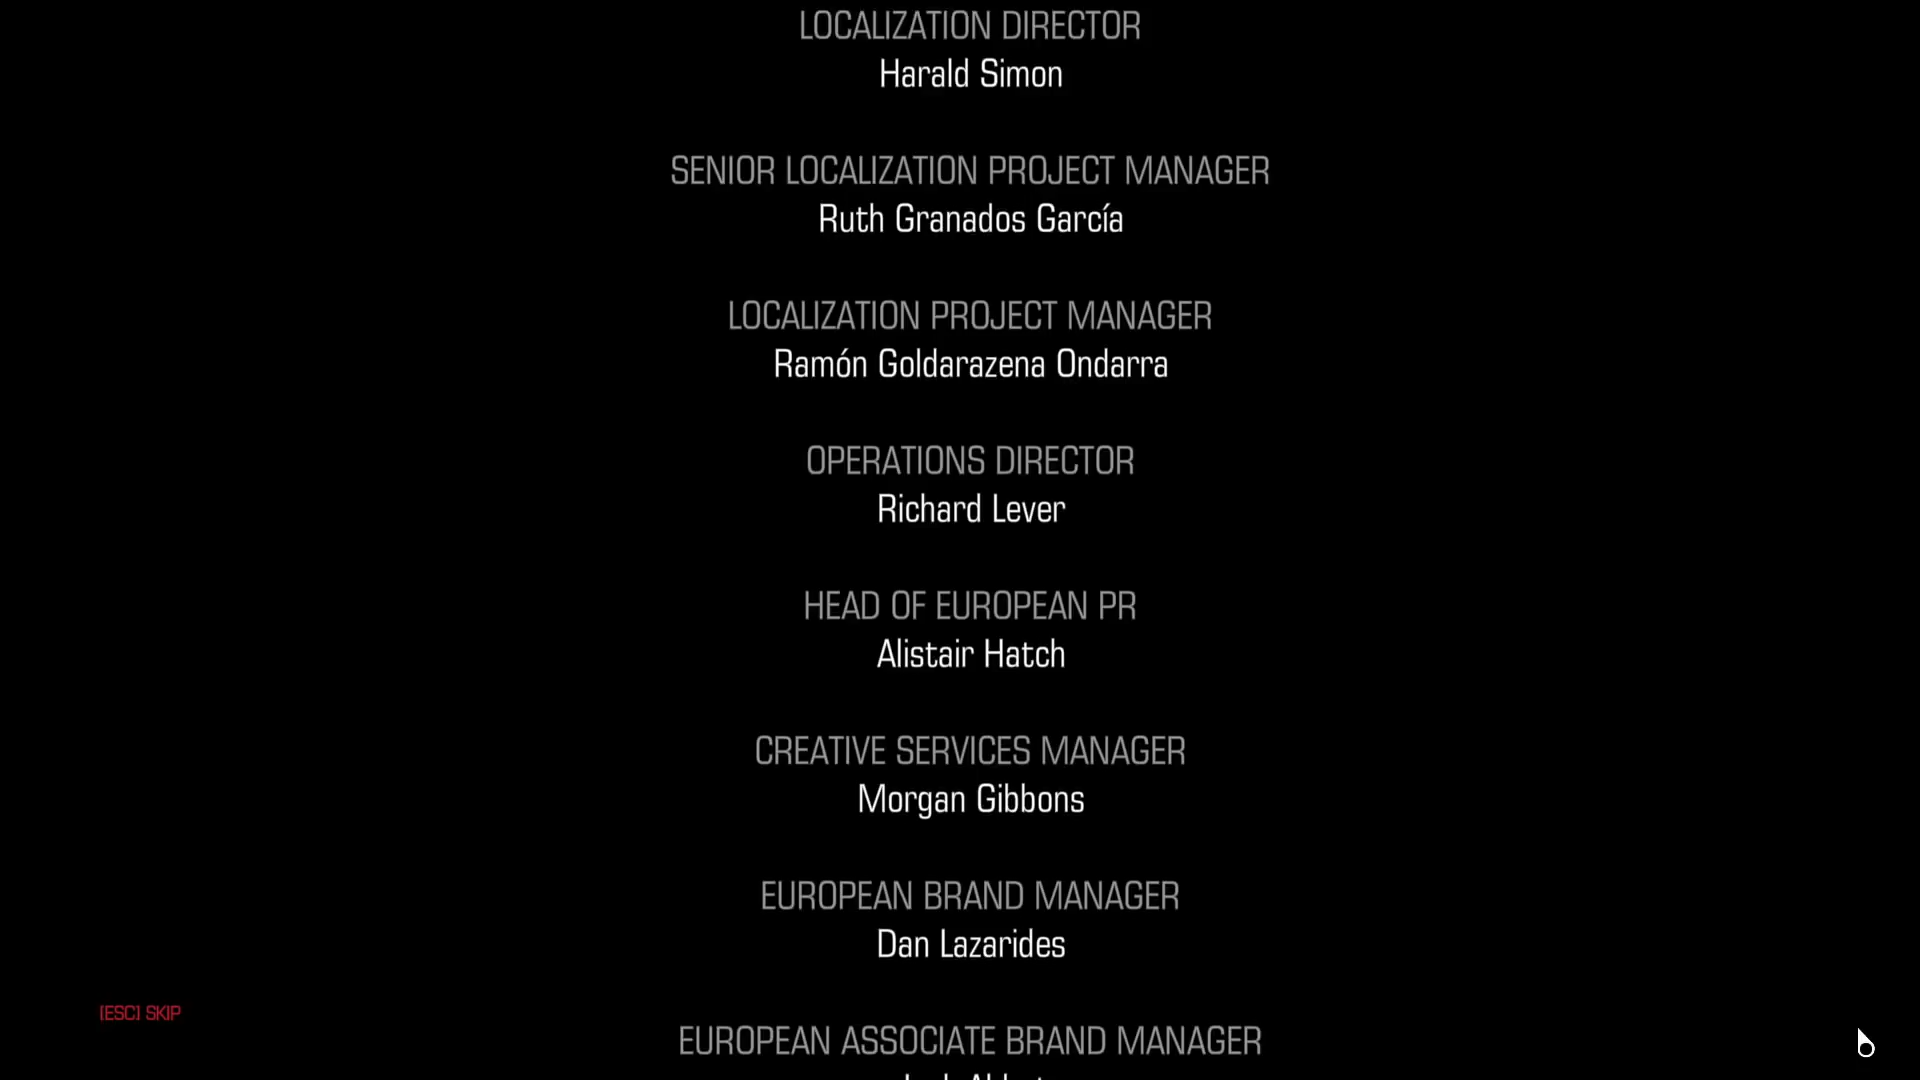 LOCALIZATION DIRECTOR
Harald Simon
SENIOR LOCALIZATION PROJECT MANAGER
Ruth Granados García
LOCALIZATION PROJECT MANAGER
Ramón Goldarazena Ondarra
OPERATIONS DIRECTOR
Richard Lever
HEAD OF EUROPEAN PR
Alistair Hatch
CREATIVE SERVICES MANAGER
Morgan Gibbons
EUROPEAN BRAND MANAGER
Dan Lazarides
[ESC] SKIP
EUROPEAN ASSOCIATE BRAND MANAGER